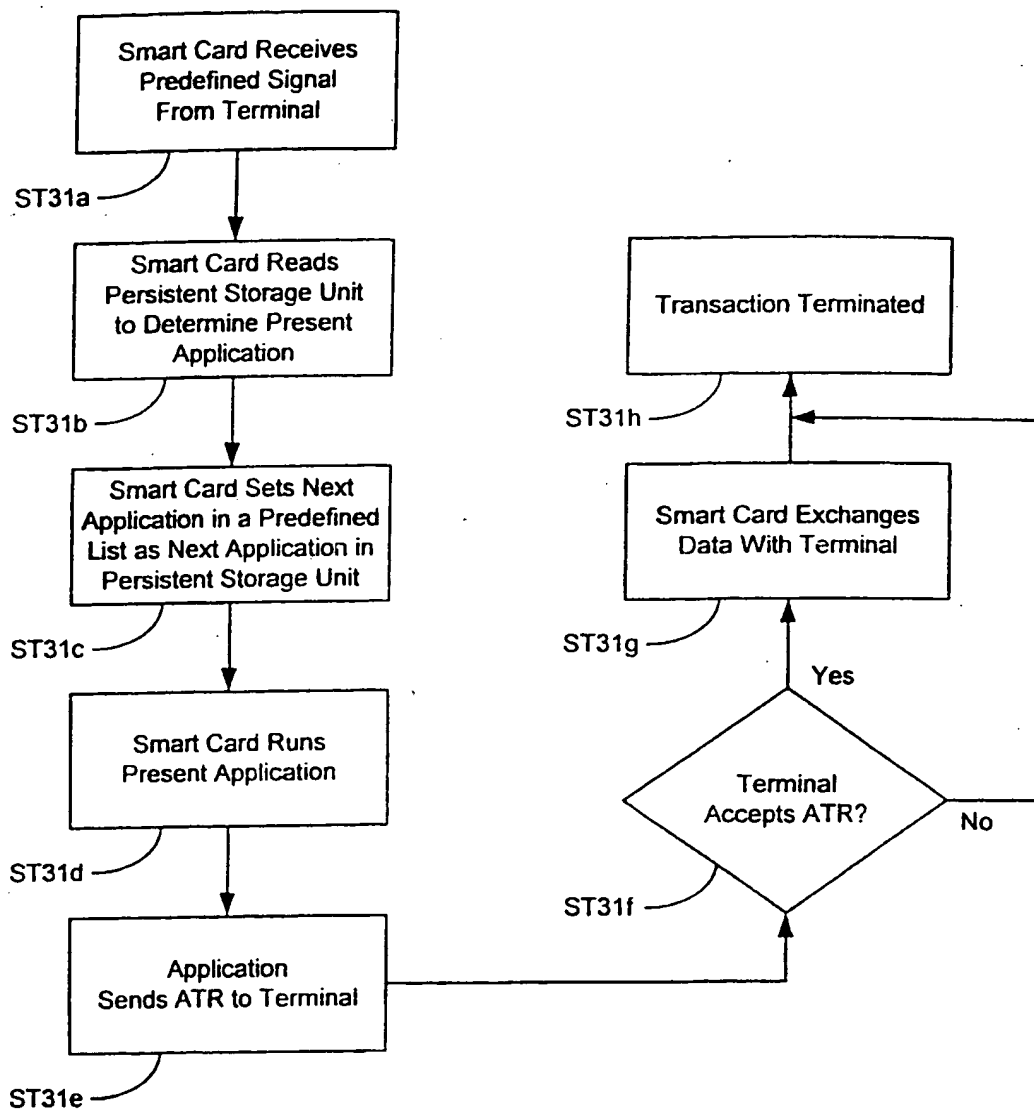 Smart Card Receives
Predefined Signal
From Terminal
ST31a
Smart Card Reads
Persistent Storage Unit
to Determine Present
Application
ST31b
Smart Card Sets Next
Application in a Predefined
List as Next Application in
Persistent Storage Unit
ST31c
Smart Card Runs
Present Application
ST31d
Application
Sends ATR to Terminal
ST31e
Transaction Terminated
ST31h
Smart Card Exchanges
Data With Terminal
ST31g
Yes
Terminal
Accepts ATR?
No
ST31f